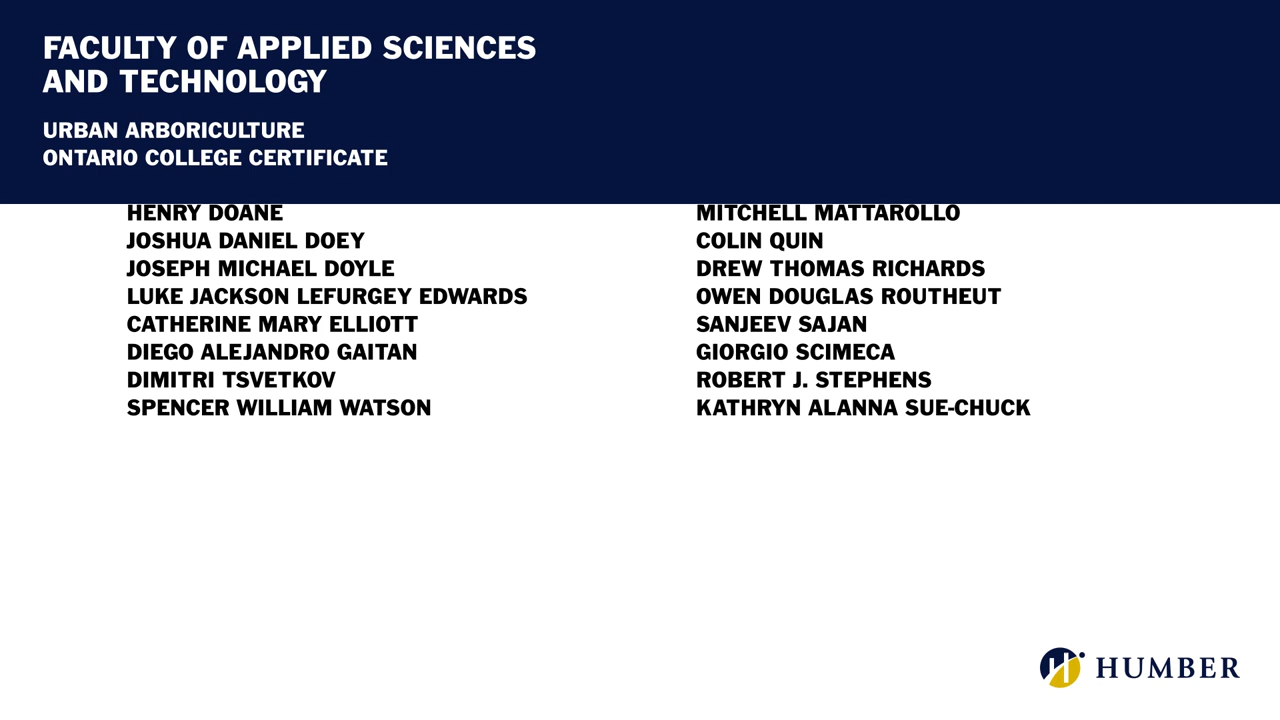 FACULTY OF APPLIED SCIENCES
AND TECHNOLOGY
URBAN ARBORICULTURE
ONTARIO COLLEGE CERTIFICATE
HENRY DOANE
JOSHUA DANIEL DOEY
JOSEPH MICHAEL DOYLE
LUKE JACKSON LEFURGEY EDWARDS
CATHERINE MARY ELLIOTT
DIEGO ALEJANDRO GAITAN
DIMITRI TSVETKOV
SPENCER WILLIAM WATSON
MITCHELL MATTAROLLO
COLIN QUIN
DREW THOMAS RICHARDS
OWEN DOUGLAS ROUTHEUT
SANJEEV SAJAN
GIORGIO SCIMECA
ROBERT J. STEPHENS
KATHRYN ALANNA SUE-CHUCK
HUMBER